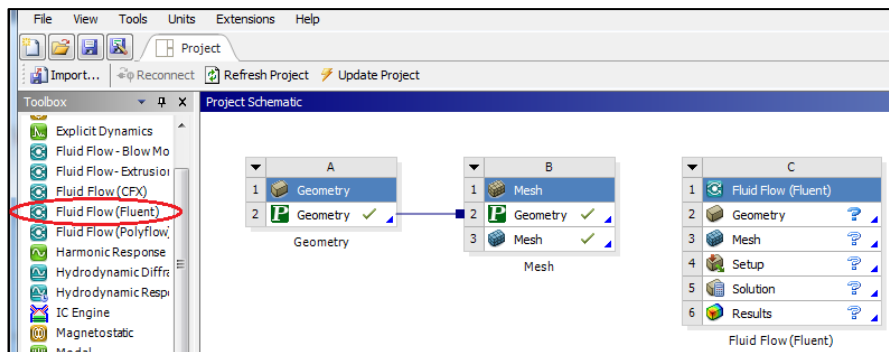 File View Tools Units Extensions Help
Project
Import... Reconnect Refresh Project Update Project
Toolbox
Project Schematic
Explicit Dynamics
Fluid Flow - Blow Mo
Fluid Flow - Extrusion
Fluid Flow (CFX)
Fluid Flow (Fluent)
Fluid Flow (Polyflow)
Harmonic Response
Hydrodynamic Diffra
Hydrodynamic Respo
IC Engine
Magnetostatic
A
1 Geometry
2 P Geometry
Geometry
B
1 Mesh
2 P Geometry
3 Mesh
Mesh
C
1 Fluid Flow (Fluent)
2 Geometry ?
3 Mesh ?
4 Setup ?
5 Solution ?
6 Results ?
Fluid Flow (Fluent)